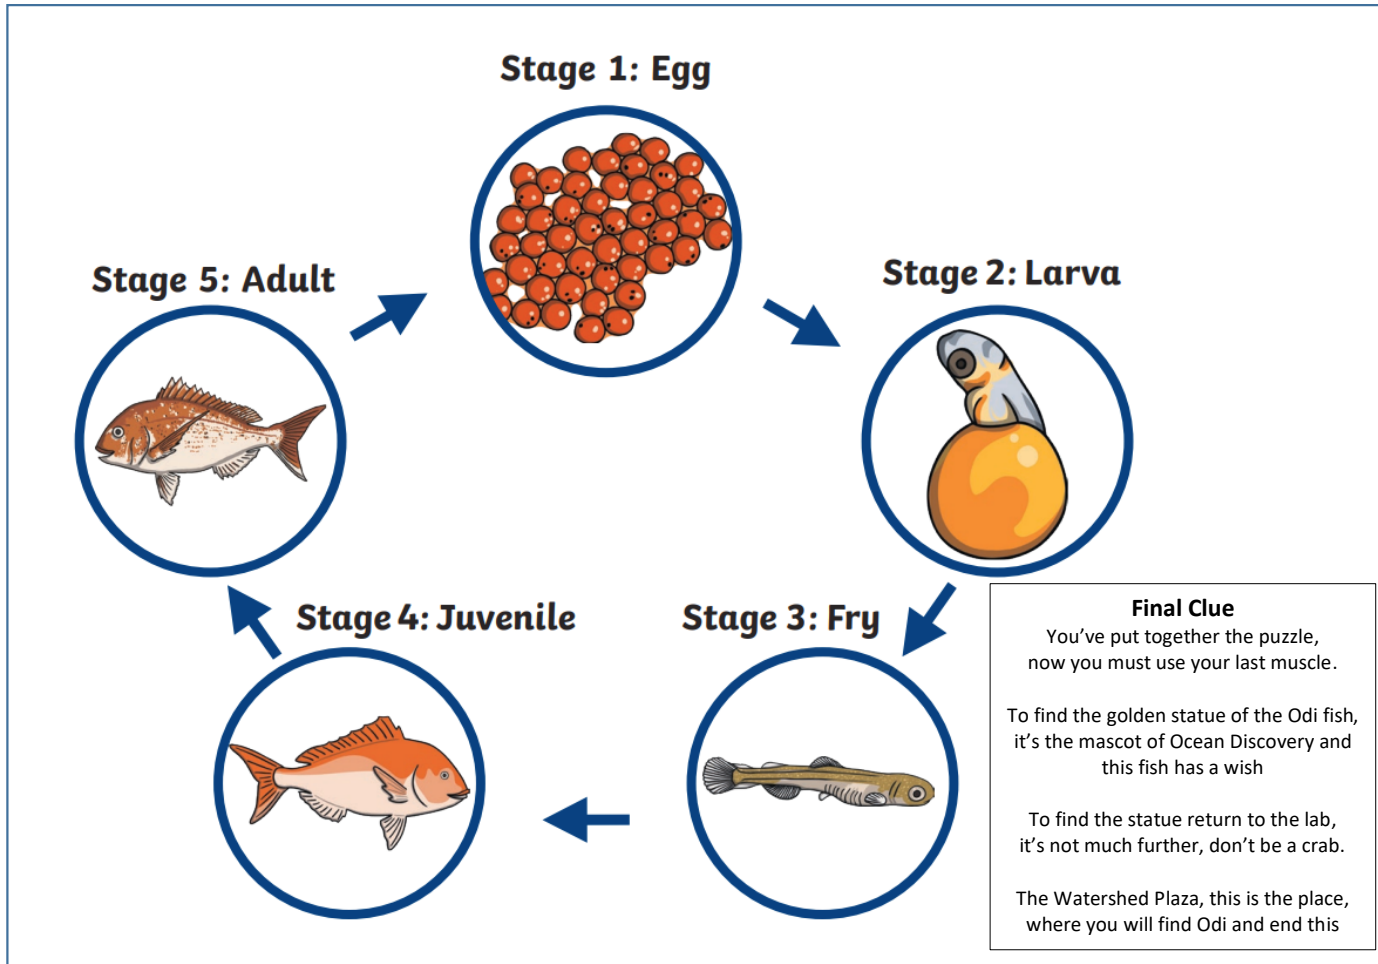 Stage 1: Egg
Stage 5: Adult
Stage 2: Larva
Stage 4: Juvenile
Stage 3: Fry
Final Clue
You’ve put together the puzzle,
now you must use your last muscle.
To find the golden statue of the Odi fish,
it’s the mascot of Ocean Discovery and
this fish has a wish
To find the statue return to the lab,
it’s not much further, don’t be a crab.
The Watershed Plaza, this is the place,
where you will find Odi and end this